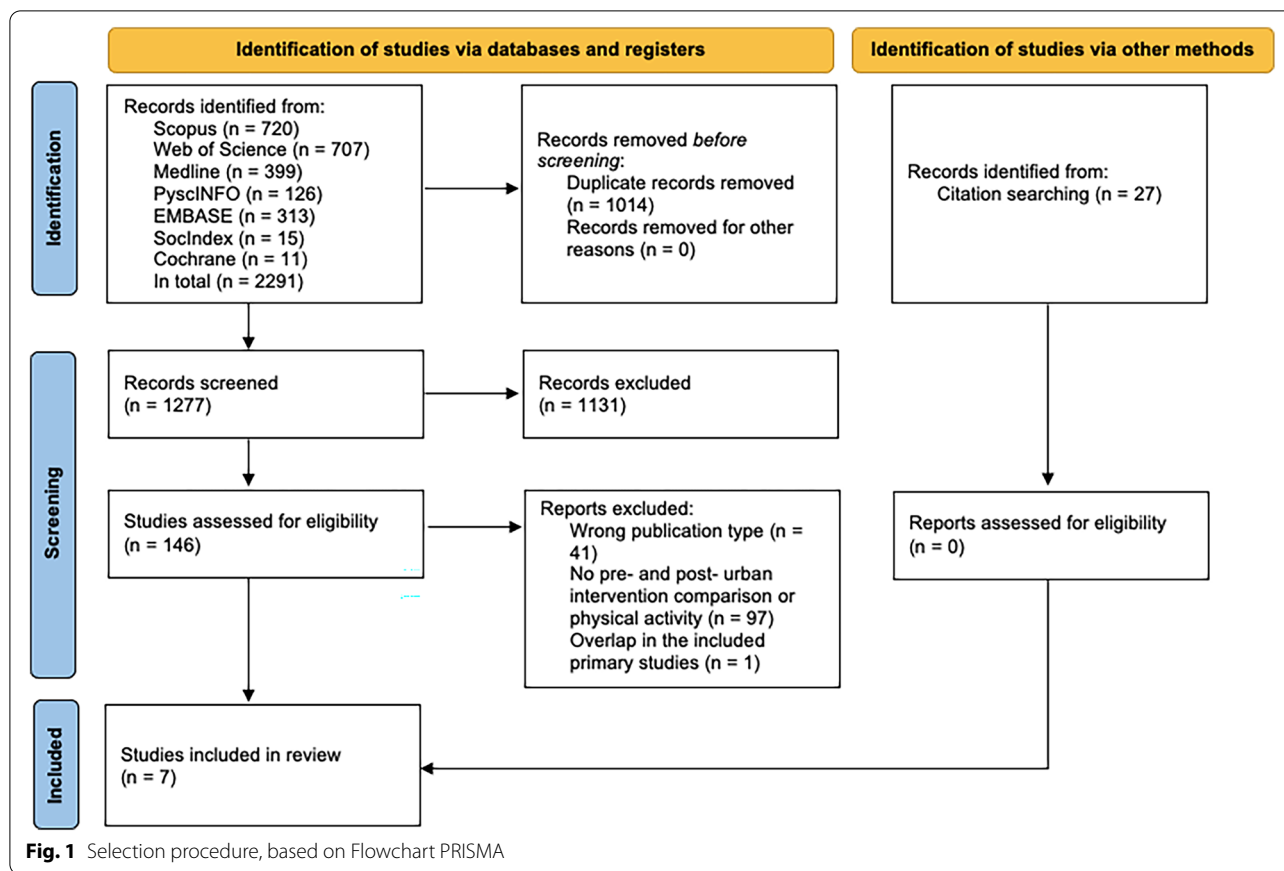 Identification of studies via databases and registers
Identification of studies via other methods
Identification
Records identified from:
Scopus (n = 720)
Web of Science (n = 707)
Medline (n = 399)
PyscINFO (n = 126)
EMBASE (n = 313)
SocIndex (n = 15)
Cochrane (n = 11)
In total (n = 2291)
Records removed before
screening:
Duplicate records removed
(n = 1014)
Records removed for other
reasons (n = 0)
Records identified from:
Citation searching (n = 27)
Screening
Records screened
(n = 1277)
Records excluded
(n = 1131)
Studies assessed for eligibility
(n = 146)
Reports excluded:
Wrong publication type (n =
41)
No pre- and post- urban
intervention comparison or
physical activity (n = 97)
Overlap in the included
primary studies (n = 1)
Reports assessed for eligibility
(n = 0)
Included
Studies included in review
(n = 7)
Fig. 1 Selection procedure, based on Flowchart PRISMA